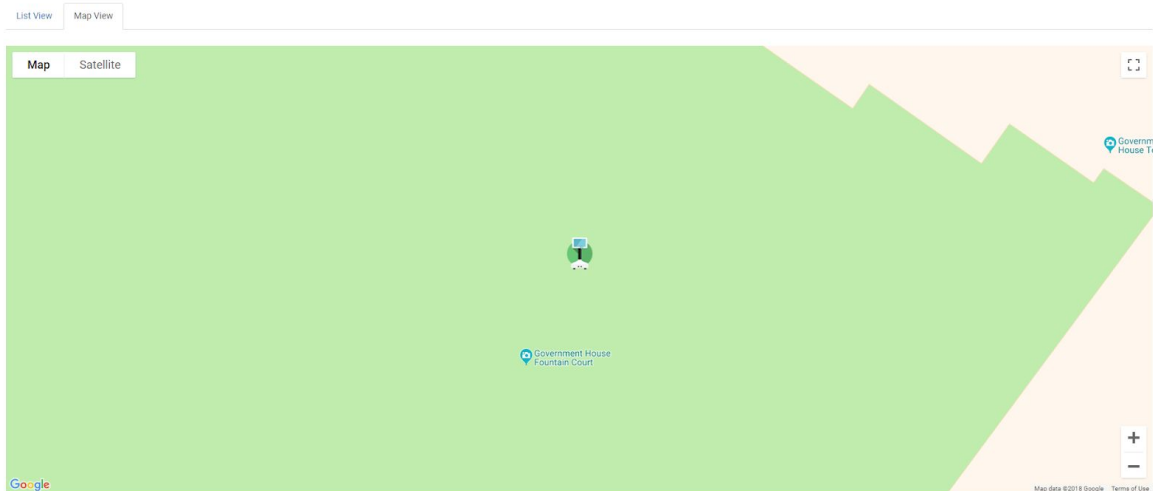 List View
Map View
Map
Satellite
Governm
House T
Government House
Fountain Court
Google
Map data ©2018 Google
Terms of Use